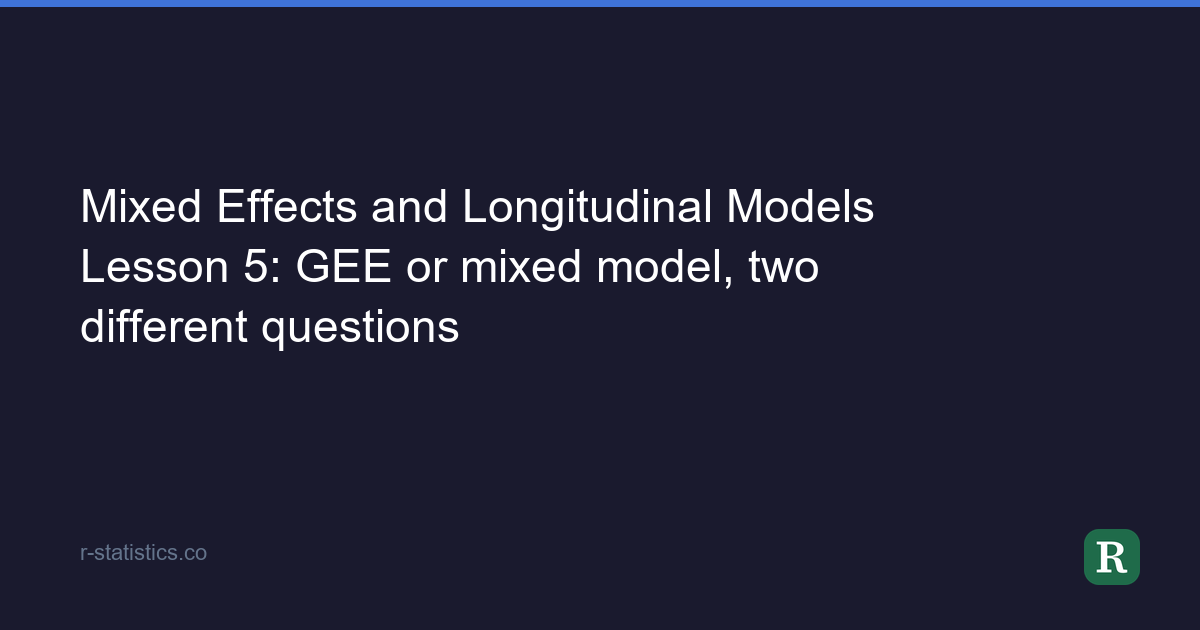 Mixed Effects and Longitudinal Models
Lesson 5: GEE or mixed model, two
different questions
r-statistics.co
R